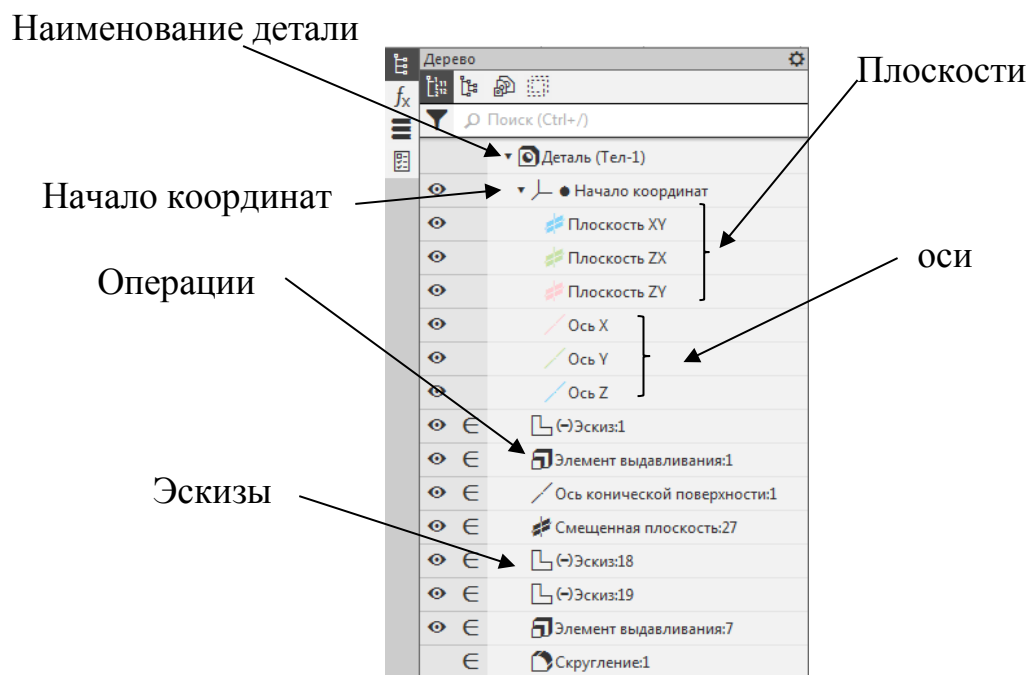 Наименование детали
Дерево
Плоскости
fx
Поиск (Ctrl+/)
Деталь (Тел-1)
Начало координат
Начало координат
Плоскость XY
Плоскость ZX
оси
Операции
Плоскость ZY
Ось X
Ось Y
Ось Z
∈ (-)Эскиз:1
∈ Элемент выдавливания:1
Эскизы
∈ Ось конической поверхности:1
∈ Смещенная плоскость:27
∈ (-)Эскиз:18
∈ (-)Эскиз:19
∈ Элемент выдавливания:7
∈ Скругление:1